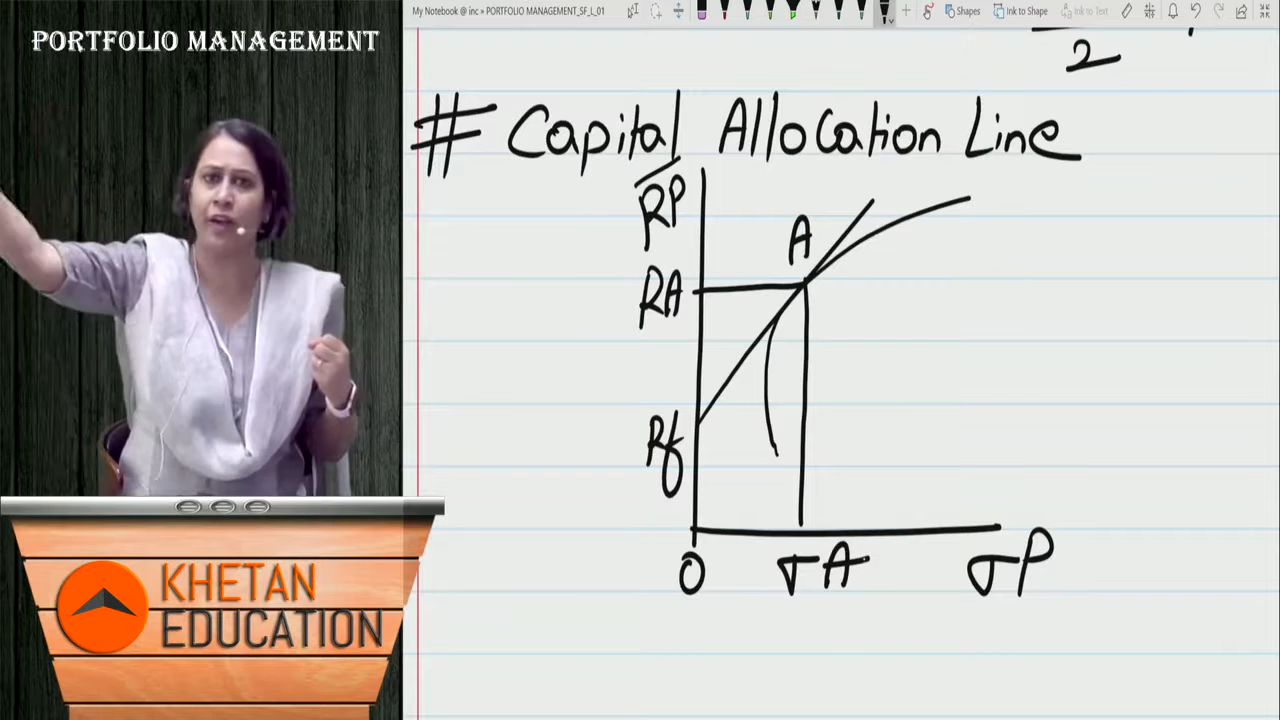 PORTFOLIO MANAGEMENT
My Notebook @ inc » PORTFOLIO MANAGEMENT_SF_L_01
Shapes
Ink to Shape
Ink to Text
2
# Capital Allocation Line
RP
A
RA
Rf
0
σA
σP
KHETAN
EDUCATION